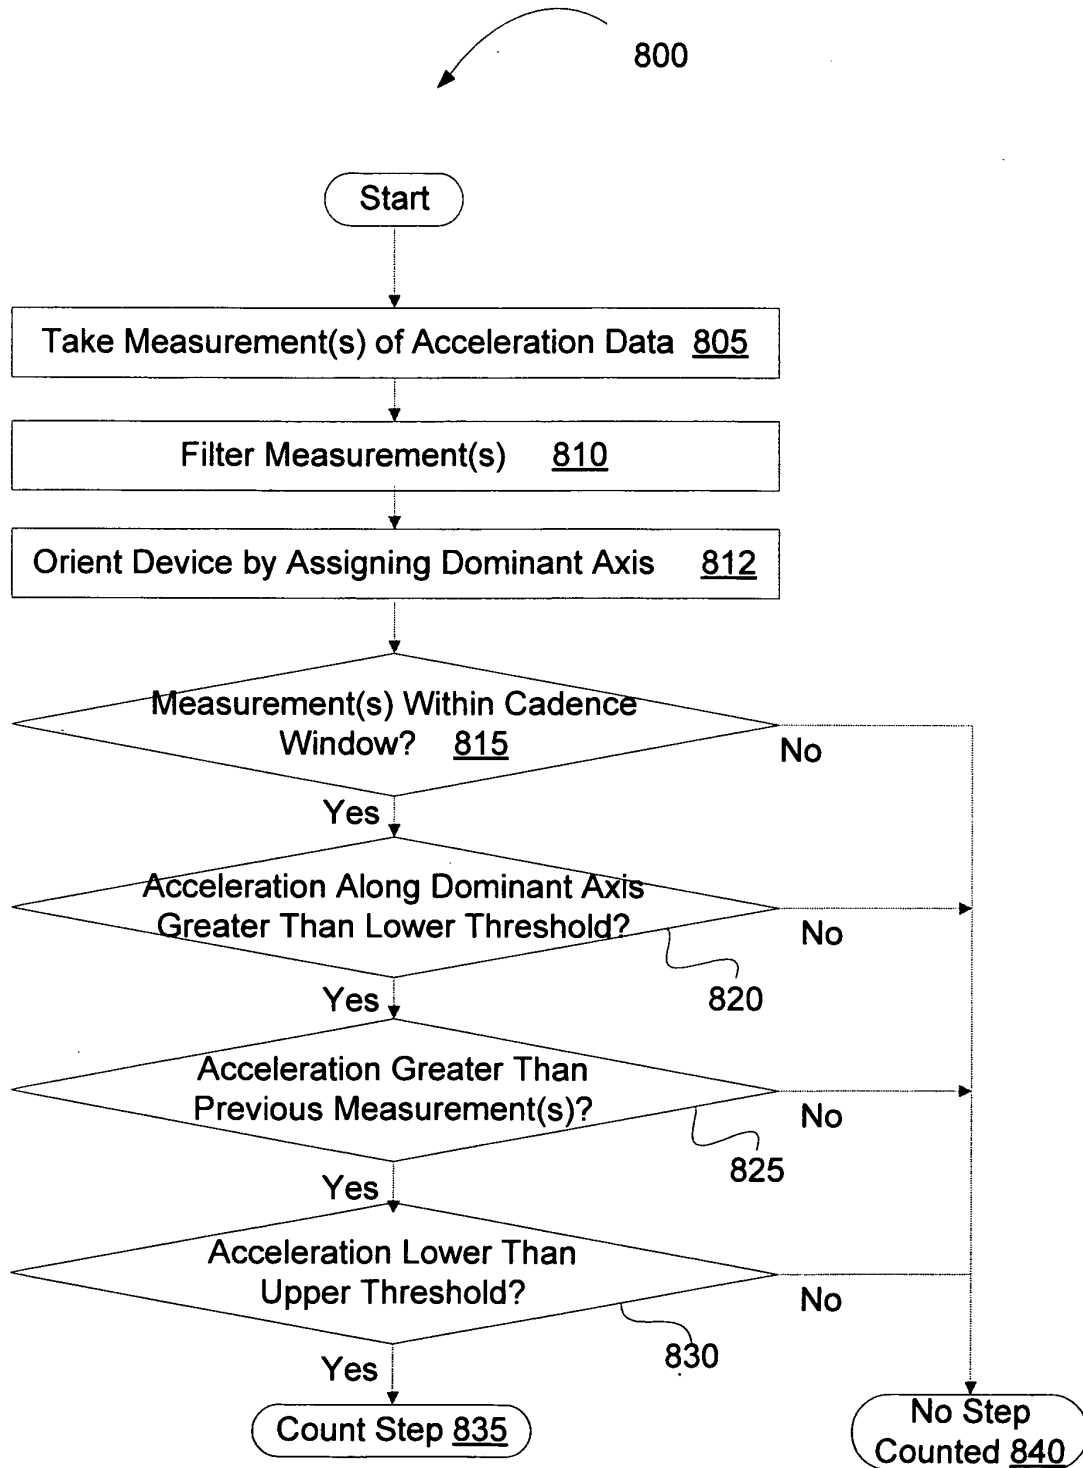 800
Start
Take Measurement(s) of Acceleration Data 805
Filter Measurement(s) 810
Orient Device by Assigning Dominant Axis 812
Measurement(s) Within Cadence
Window? 815
No
Yes
Acceleration Along Dominant Axis
Greater Than Lower Threshold?
No
820
Yes
Acceleration Greater Than
Previous Measurement(s)?
No
825
Yes
Acceleration Lower Than
Upper Threshold?
No
830
Yes
Count Step 835
No Step
Counted 840